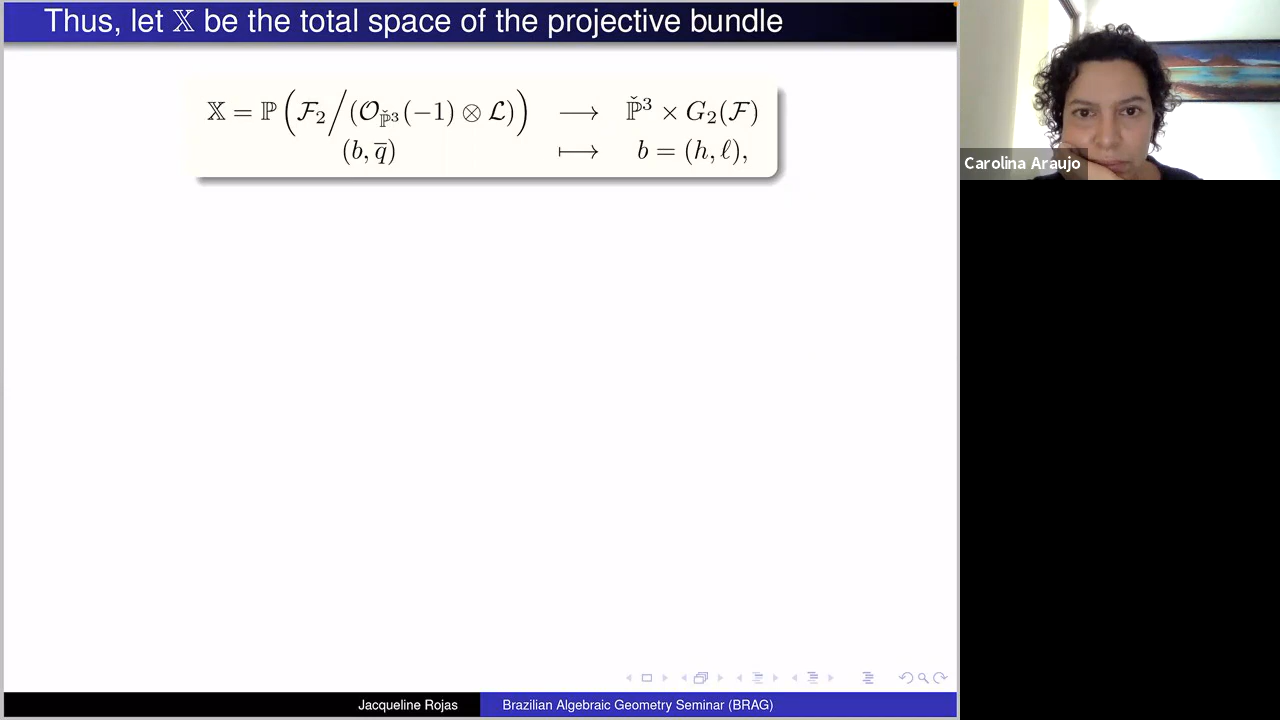 Thus, let 𝕏 be the total space of the projective bundle
𝕏 = ℙ(ℱ₂/(𝒪_{ℙ̌³}(−1) ⊗ ℒ)) ⟶ ℙ̌³ × G₂(ℱ)
(b, q̅) ⟼ b = (h, ℓ),
Carolina Araujo
Jacqueline Rojas
Brazilian Algebraic Geometry Seminar (BRAG)